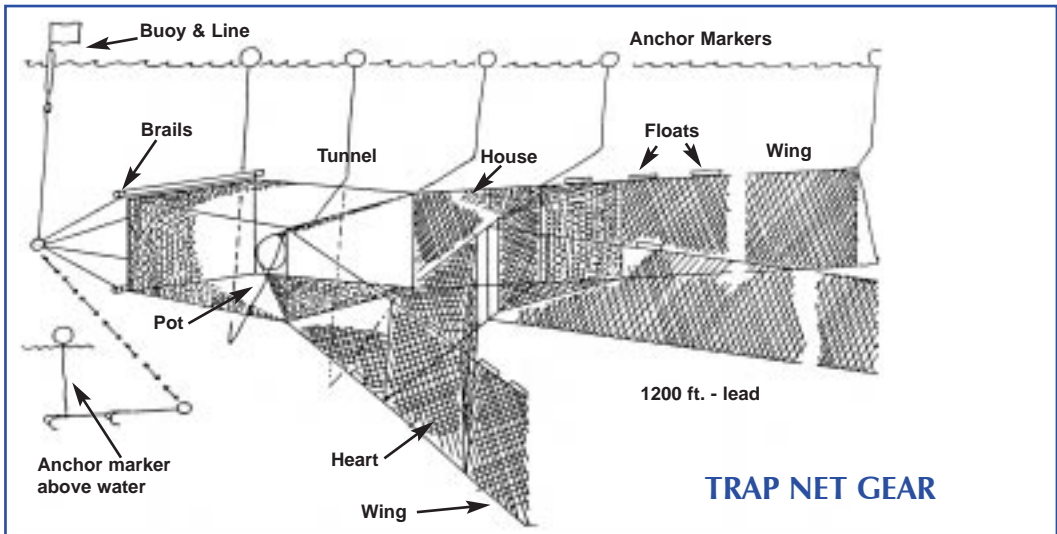 Buoy & Line
Anchor Markers
Brails
Tunnel
House
Floats
Wing
Pot
1200 ft. - lead
Anchor marker
above water
Heart
Wing
TRAP NET GEAR